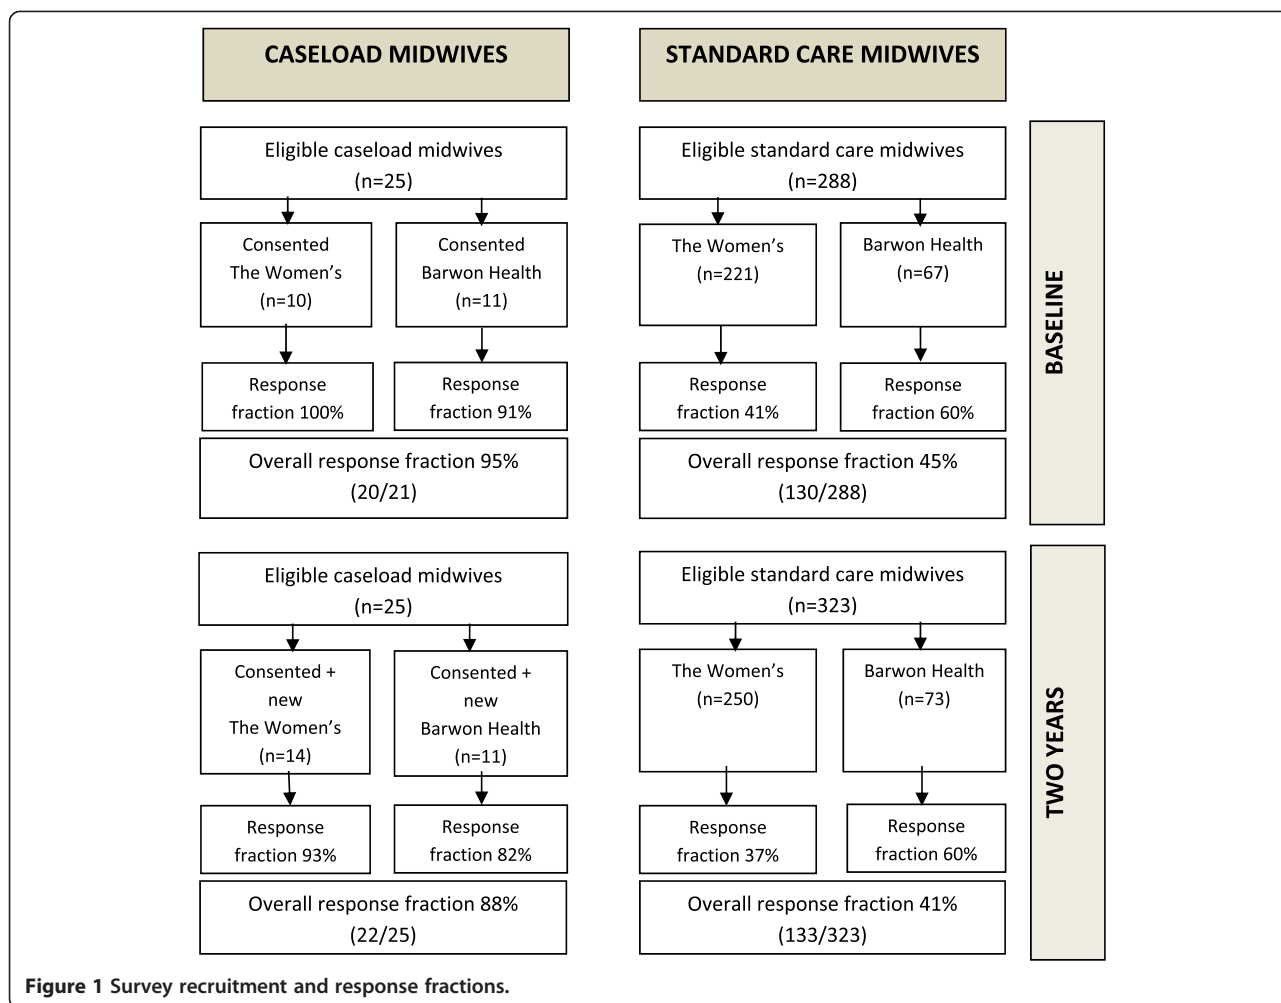 CASELOAD MIDWIVES
STANDARD CARE MIDWIVES
Eligible caseload midwives
(n=25)
Eligible standard care midwives
(n=288)
Consented
The Women’s
(n=10)
Consented
Barwon Health
(n=11)
The Women’s
(n=221)
Barwon Health
(n=67)
Response
fraction 100%
Response
fraction 91%
Response
fraction 41%
Response
fraction 60%
Overall response fraction 95%
(20/21)
Overall response fraction 45%
(130/288)
BASELINE
Eligible caseload midwives
(n=25)
Eligible standard care midwives
(n=323)
Consented +
new
The Women’s
(n=14)
Consented +
new
Barwon Health
(n=11)
The Women’s
(n=250)
Barwon Health
(n=73)
Response
fraction 93%
Response
fraction 82%
Response
fraction 37%
Response
fraction 60%
Overall response fraction 88%
(22/25)
Overall response fraction 41%
(133/323)
TWO YEARS
Figure 1 Survey recruitment and response fractions.